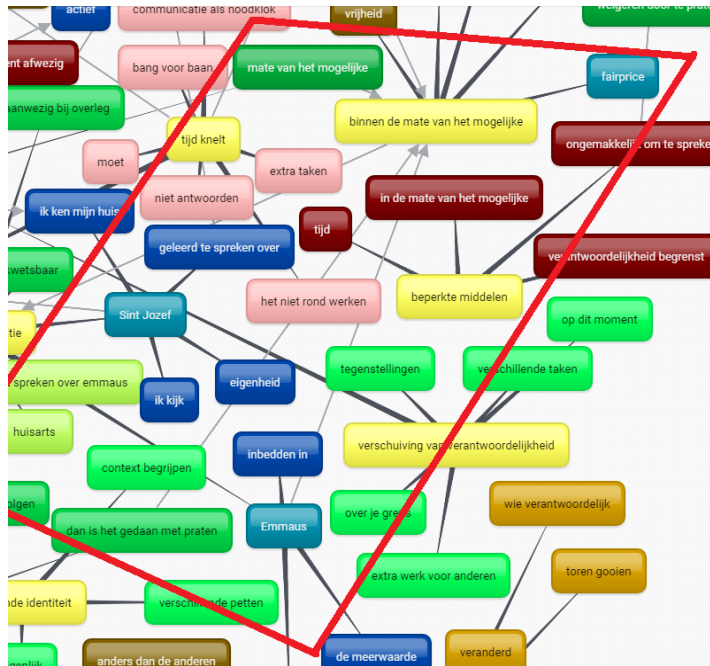 actief
communicatie als noodklok
vrijheid
weigeren door te prate
ent afwezig
bang voor baan
mate van het mogelijke
fairprice
aanwezig bij overleg
binnen de mate van het mogelijke
tijd knelt
ongemakkelijk om te spreke
moet
extra taken
niet antwoorden
in de mate van het mogelijke
ik ken mijn huis
tijd
geleerd te spreken over
verantwoordelijkheid begrenst
kwetsbaar
beperkte middelen
het niet rond werken
Sint Jozef
op dit moment
tie
tegenstellingen
verschillende taken
spreken over emmaus
eigenheid
ik kijk
huisarts
verschuiving van verantwoordelijkheid
inbedden in
context begrijpen
olgen
wie verantwoordelijk
over je grens
Emmaus
dan is het gedaan met praten
toren gooien
extra werk voor anderen
nde identiteit
verschillende petten
veranderd
de meerwaarde
anders dan de anderen
genlijk